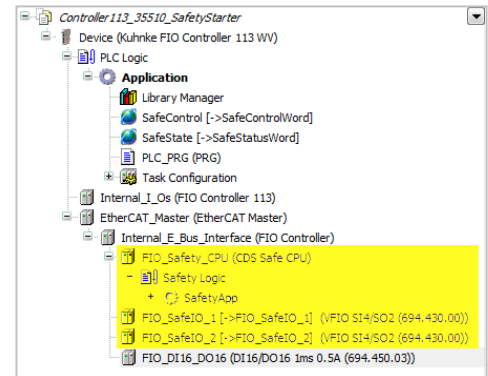 Controller113_35510_SafetyStarter
Device (Kuhnke FIO Controller 113 WV)
PLC Logic
Application
Library Manager
SafeControl [->SafeControlWord]
SafeState [->SafeStatusWord]
PLC_PRG (PRG)
Task Configuration
Internal_I_Os (FIO Controller 113)
EtherCAT_Master (EtherCAT Master)
Internal_E_Bus_Interface (FIO Controller)
FIO_Safety_CPU (CDS Safe CPU)
Safety Logic
SafetyApp
FIO_SafeIO_1 [->FIO_SafeIO_1] (VFIO SI4/SO2 (694.430.00))
FIO_SafeIO_2 [->FIO_SafeIO_2] (VFIO SI4/SO2 (694.430.00))
FIO_DI16_DO16 (DI16/DO16 1ms 0.5A (694.450.03))